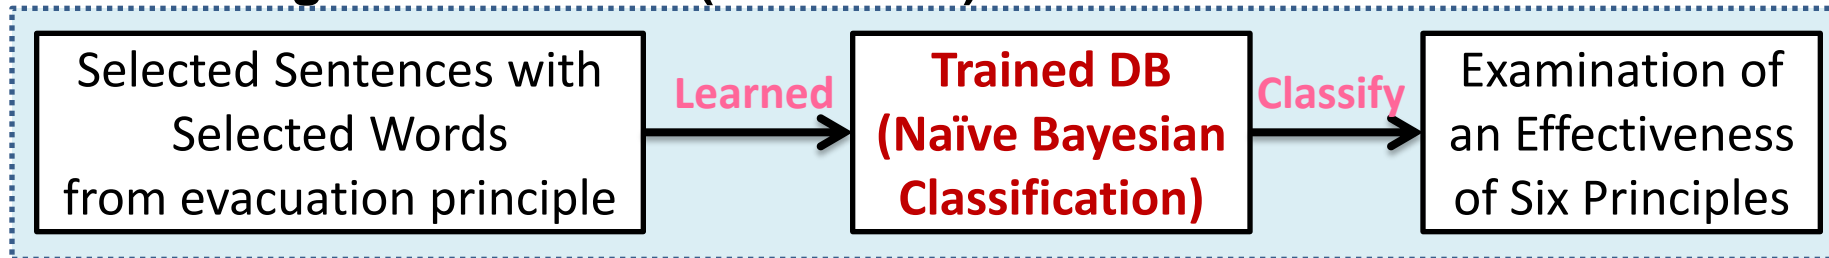 Selected Sentences with
Selected Words
from evacuation principle
Learned
Trained DB
(Naïve Bayesian
Classification)
Classify
Examination of
an Effectiveness
of Six Principles